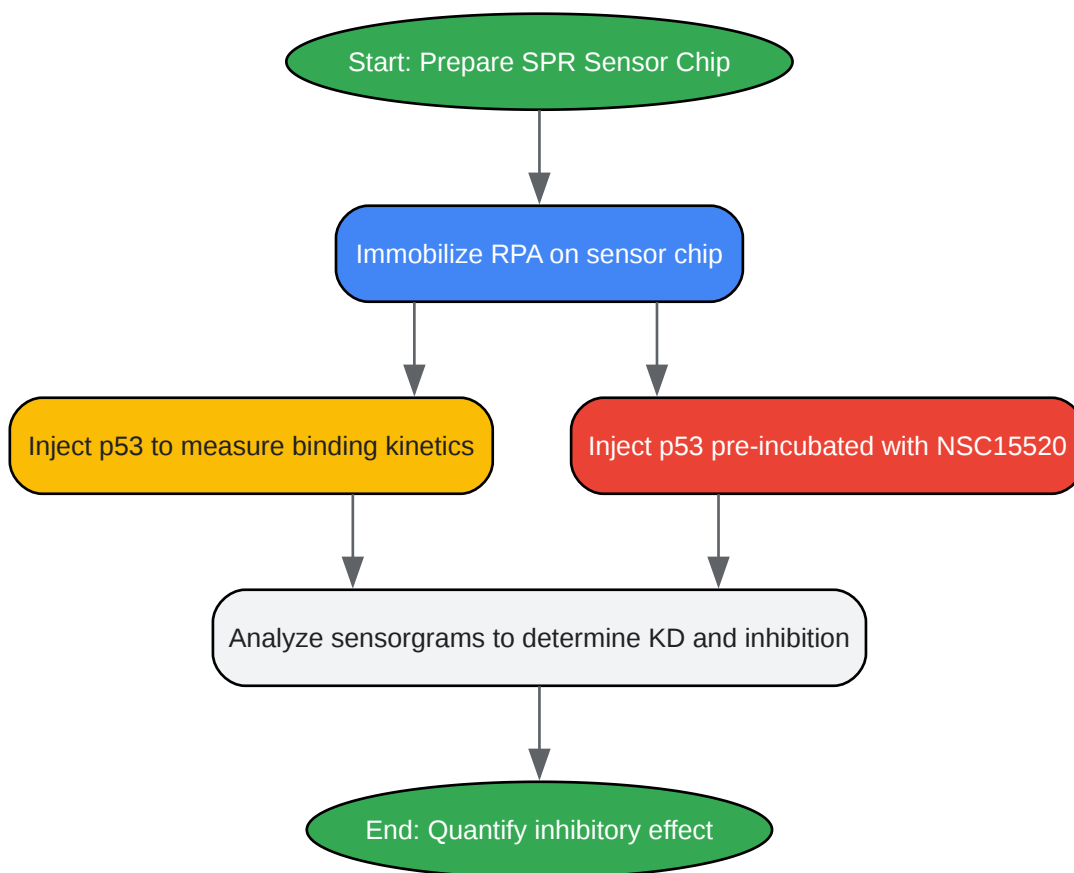 Start: Prepare SPR Sensor Chip
Immobilize RPA on sensor chip
Inject p53 to measure binding kinetics
Inject p53 pre-incubated with NSC15520
Analyze sensorgrams to determine KD and inhibition
End: Quantify inhibitory effect